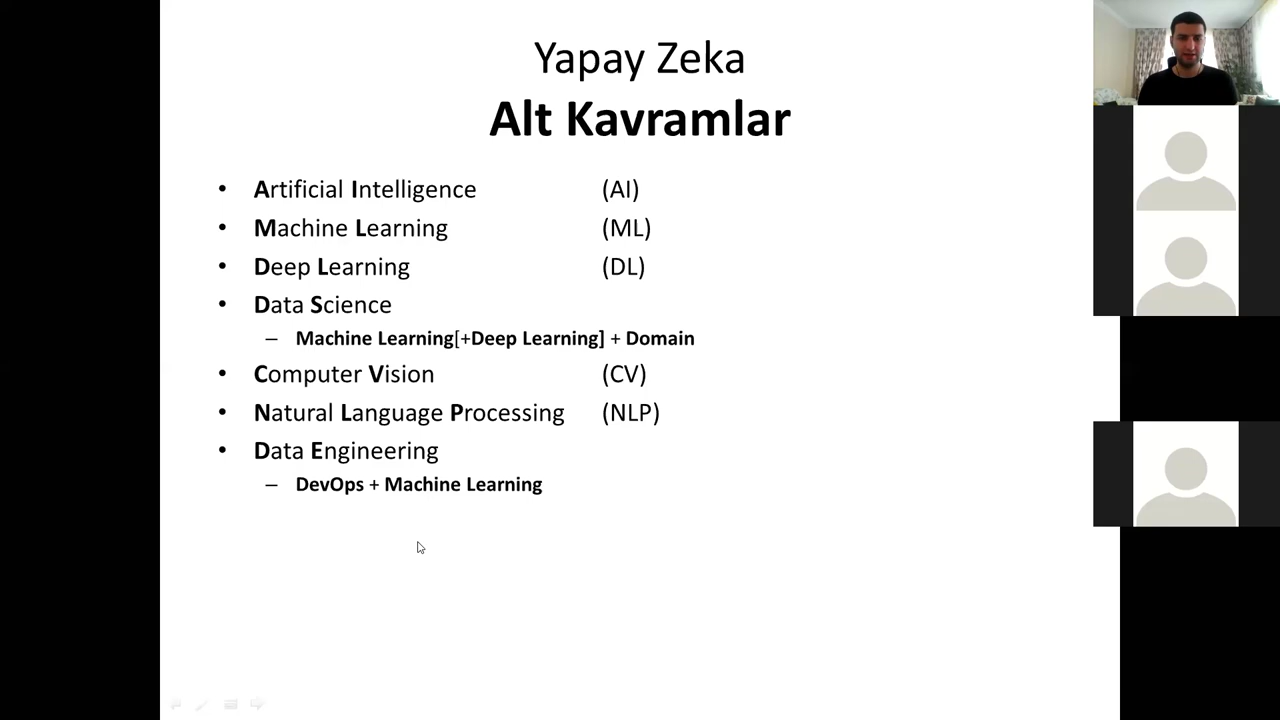 Yapay Zeka
Alt Kavramlar
• Artificial Intelligence (AI)
• Machine Learning (ML)
• Deep Learning (DL)
• Data Science
– Machine Learning[+Deep Learning] + Domain
• Computer Vision (CV)
• Natural Language Processing (NLP)
• Data Engineering
– DevOps + Machine Learning